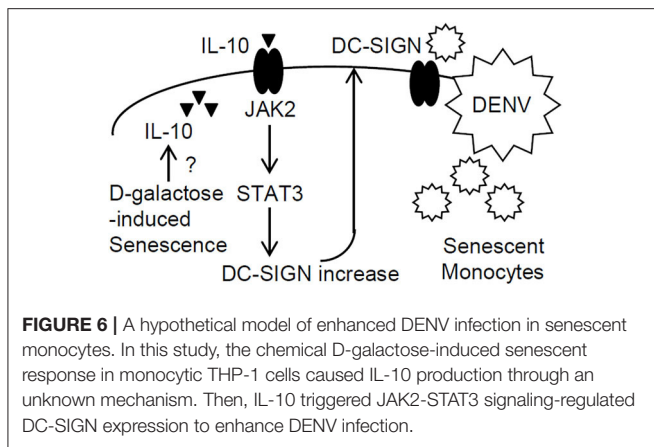 IL-10
DC-SIGN
DENV
JAK2
IL-10
?
D-galactose
-induced
Senescence
STAT3
DC-SIGN increase
Senescent
Monocytes
FIGURE 6 | A hypothetical model of enhanced DENV infection in senescent
monocytes. In this study, the chemical D-galactose-induced senescent
response in monocytic THP-1 cells caused IL-10 production through an
unknown mechanism. Then, IL-10 triggered JAK2-STAT3 signaling-regulated
DC-SIGN expression to enhance DENV infection.